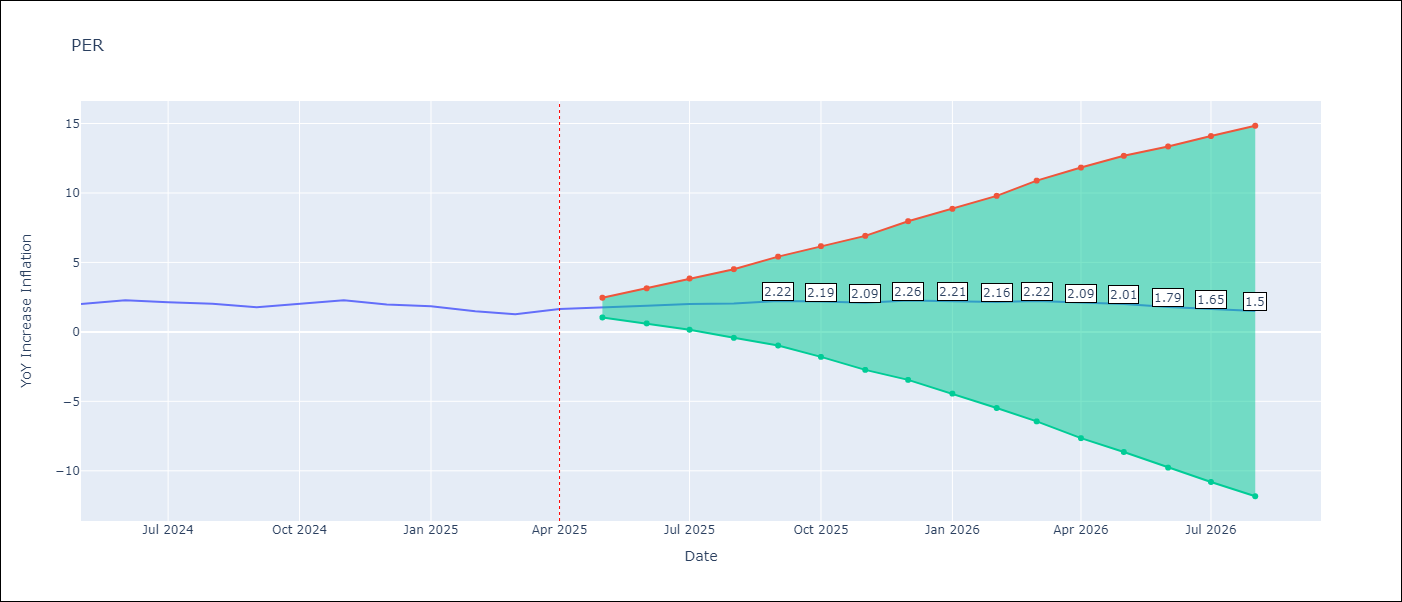 PER
YoY Increase Inflation
15
10
5
0
−5
−10
2.22
2.19
2.09
2.26
2.21
2.16
2.22
2.09
2.01
1.79
1.65
1.5
Jul 2024
Oct 2024
Jan 2025
Apr 2025
Jul 2025
Oct 2025
Jan 2026
Apr 2026
Jul 2026
Date